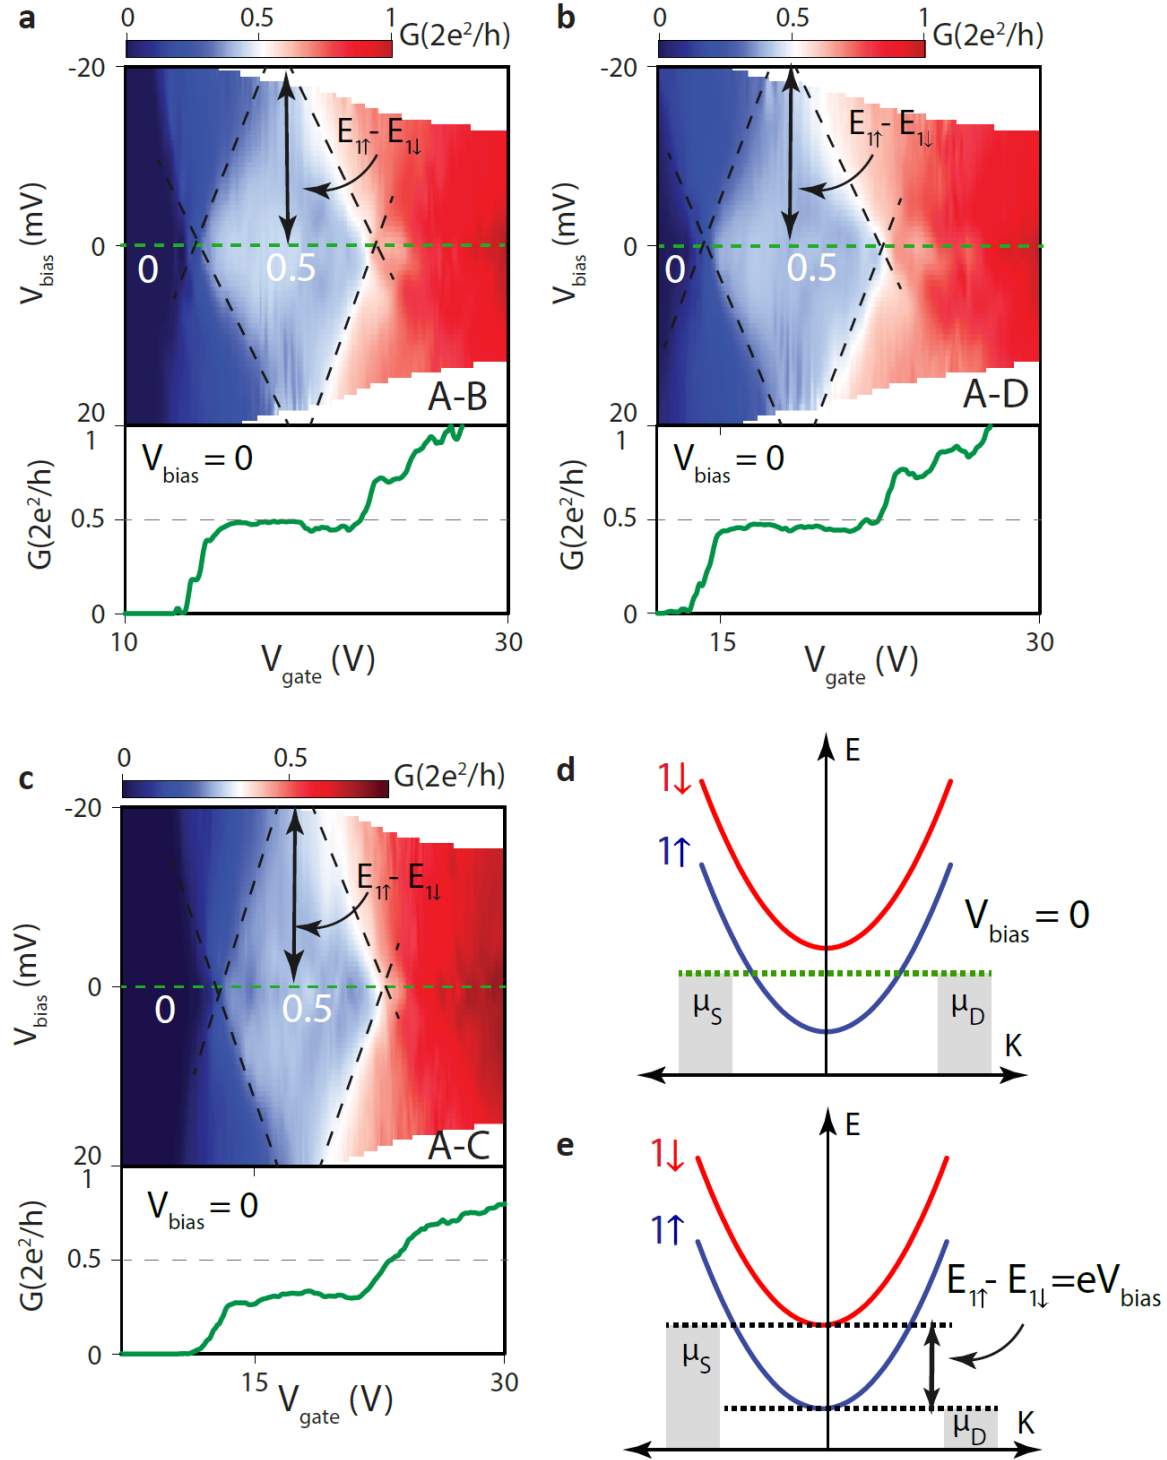 a
0 0.5 1
G(2e²/h)
-20
0
20
V_bias (mV)
E_1⇑- E_1⇓
0 0.5
A-B
V_bias = 0
1
0.5
0
G(2e²/h)
10 30
V_gate (V)
b
0 0.5 1
G(2e²/h)
-20
0
20
V_bias (mV)
E_1⇑- E_1⇓
0 0.5
A-D
V_bias = 0
1
0.5
0
G(2e²/h)
15 30
V_gate (V)
c
0 0.5
G(2e²/h)
-20
0
20
V_bias (mV)
E_1⇑- E_1⇓
0 0.5
A-C
V_bias = 0
1
0.5
0
G(2e²/h)
15 30
V_gate (V)
d
E
1↓
1↑
V_bias = 0
μ_S μ_D
K
e
E
1↓
1↑
E_1⇑- E_1⇓=eV_bias
μ_S
μ_D K